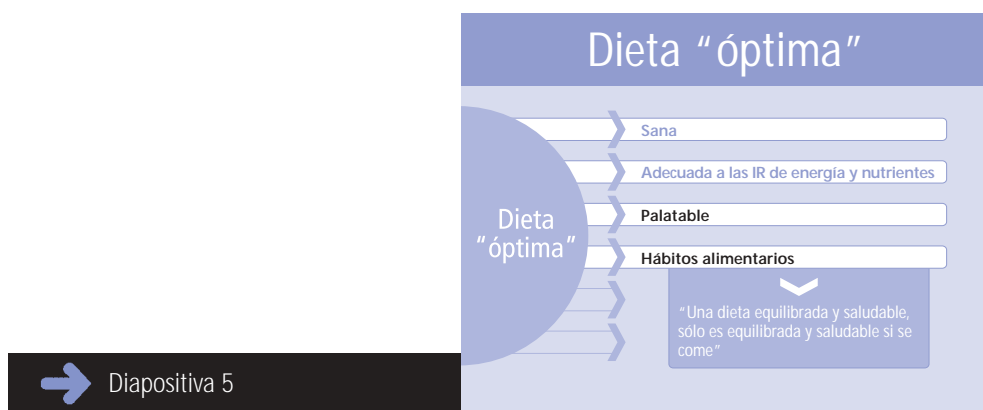 Dieta “óptima”
Sana
Adecuada a las IR de energía y nutrientes
Palatable
Hábitos alimentarios
Dieta
“óptima”
“Una dieta equilibrada y saludable,
sólo es equilibrada y saludable si se
come”
Diapositiva 5